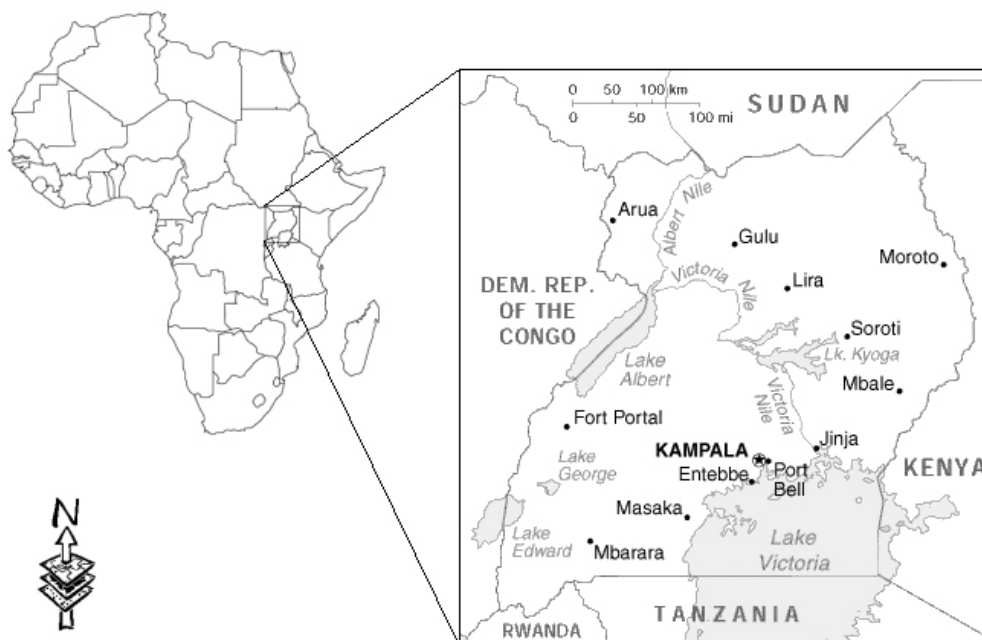 0 50 100 km
0 50 100 mi
SUDAN
Albert Nile
Arua
Gulu
Moroto
Victoria Nile
Lira
DEM. REP.
OF THE
CONGO
Soroti
Lk. Kyoga
Lake
Albert
Mbale
Victoria
Nile
Fort Portal
Jinja
KAMPALA
Port
Bell
Entebbe
KENYA
Lake
George
Masaka
Lake
Edward
Mbarara
Lake
Victoria
TANZANIA
RWANDA
N